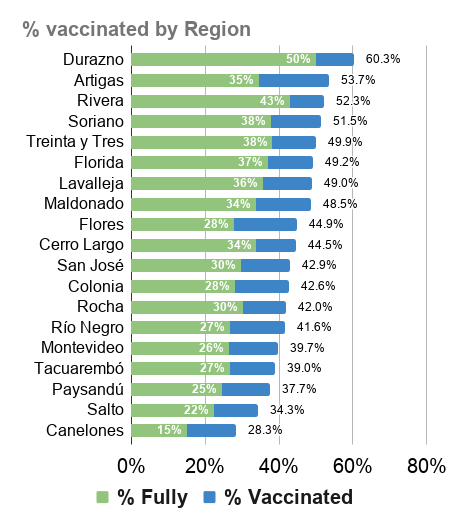 % vaccinated by Region
Durazno 50% 60.3%
Artigas 35% 53.7%
Rivera 43% 52.3%
Soriano 38% 51.5%
Treinta y Tres 38% 49.9%
Florida 37% 49.2%
Lavalleja 36% 49.0%
Maldonado 34% 48.5%
Flores 28% 44.9%
Cerro Largo 34% 44.5%
San José 30% 42.9%
Colonia 28% 42.6%
Rocha 30% 42.0%
Río Negro 27% 41.6%
Montevideo 26% 39.7%
Tacuarembó 27% 39.0%
Paysandú 25% 37.7%
Salto 22% 34.3%
Canelones 15% 28.3%
0% 20% 40% 60% 80%
% Fully % Vaccinated